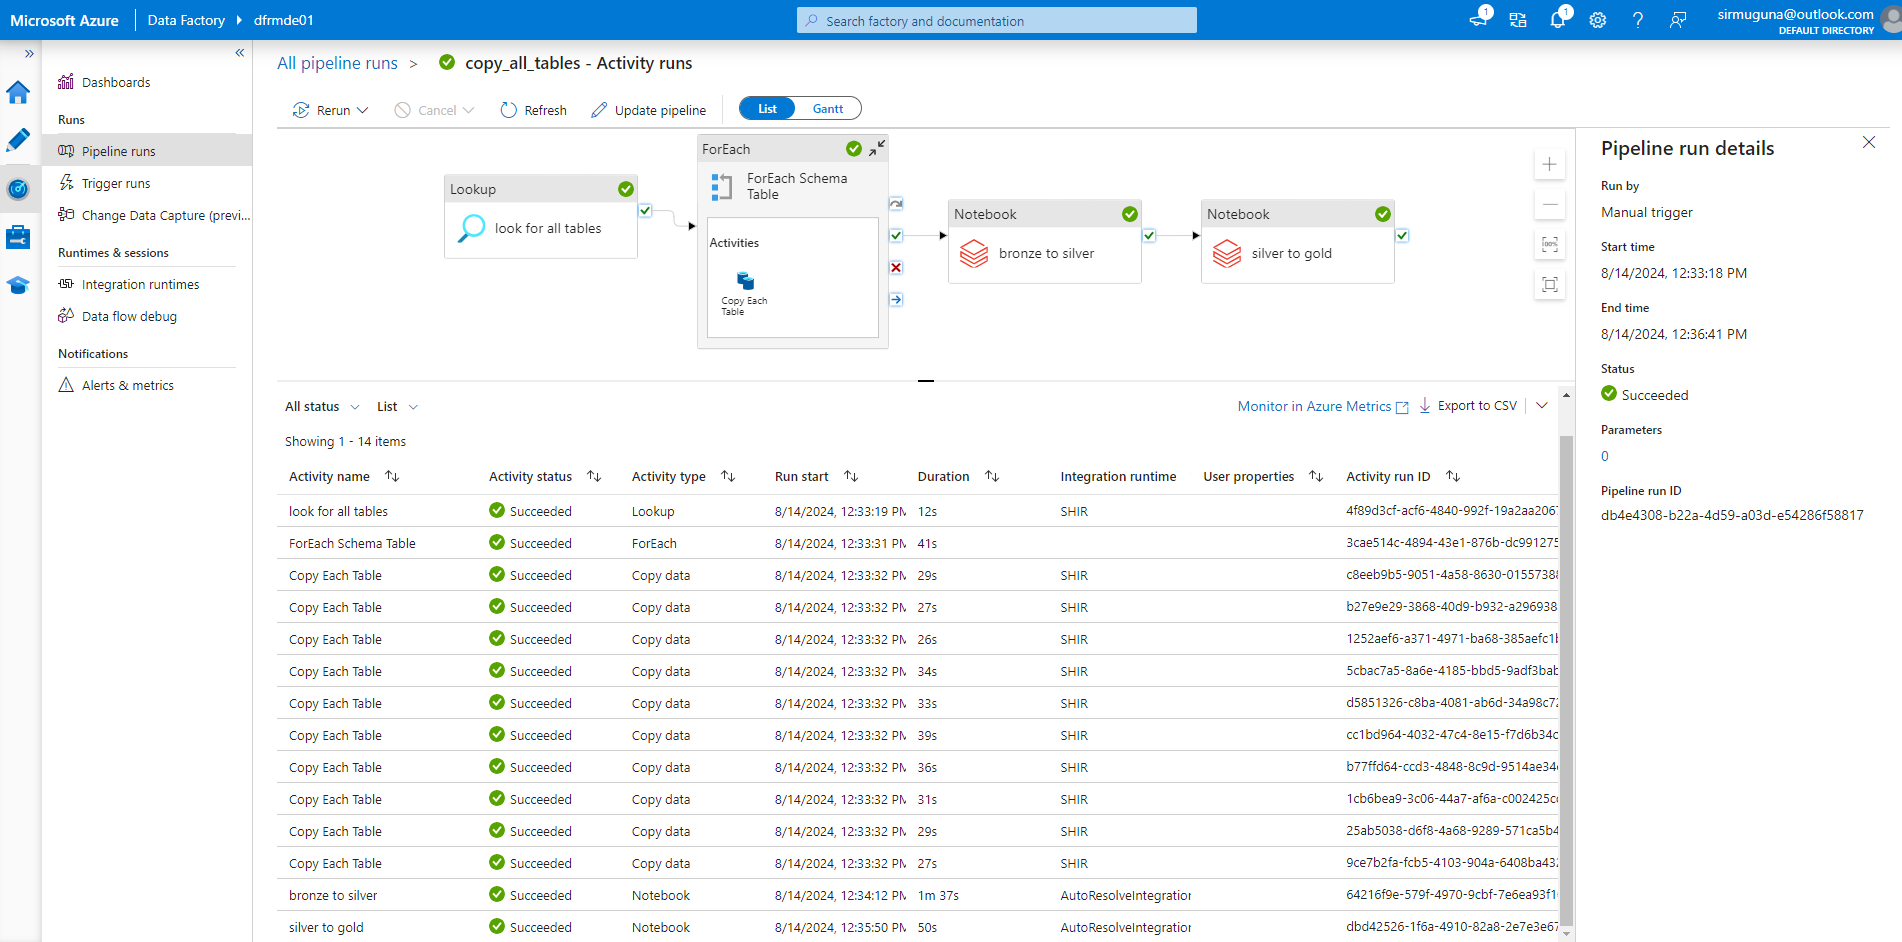 Microsoft Azure Data Factory dfrmde01
Search factory and documentation
1
1
sirmuguna@outlook.com
DEFAULT DIRECTORY
Dashboards
Runs
Pipeline runs
Trigger runs
Change Data Capture (previ...
Runtimes & sessions
Integration runtimes
Data flow debug
Notifications
Alerts & metrics
All pipeline runs > copy_all_tables - Activity runs
Rerun Cancel Refresh Update pipeline List Gantt
Lookup
look for all tables
ForEach
ForEach Schema
Table
Activities
Copy Each
Table
Notebook
bronze to silver
Notebook
silver to gold
100%
Pipeline run details
Run by
Manual trigger
Start time
8/14/2024, 12:33:18 PM
End time
8/14/2024, 12:36:41 PM
Status
Succeeded
Parameters
0
Pipeline run ID
db4e4308-b22a-4d59-a03d-e54286f58817
All status List Monitor in Azure Metrics Export to CSV
Showing 1 - 14 items
Activity name Activity status Activity type Run start Duration Integration runtime User properties Activity run ID
look for all tables Succeeded Lookup 8/14/2024, 12:33:19 PM 12s SHIR 4f89d3cf-acf6-4840-992f-19a2aa2067
ForEach Schema Table Succeeded ForEach 8/14/2024, 12:33:31 PM 41s 3cae514c-4894-43e1-876b-dc991275
Copy Each Table Succeeded Copy data 8/14/2024, 12:33:32 PM 29s SHIR c8eeb9b5-9051-4a58-8630-01557388
Copy Each Table Succeeded Copy data 8/14/2024, 12:33:32 PM 27s SHIR b27e9e29-3868-40d9-b932-a296938
Copy Each Table Succeeded Copy data 8/14/2024, 12:33:32 PM 26s SHIR 1252aef6-a371-4971-ba68-385aefc1b
Copy Each Table Succeeded Copy data 8/14/2024, 12:33:32 PM 34s SHIR 5cbac7a5-8a6e-4185-bbd5-9adf3bab
Copy Each Table Succeeded Copy data 8/14/2024, 12:33:32 PM 33s SHIR d5851326-c8ba-4081-ab6d-34a98c72
Copy Each Table Succeeded Copy data 8/14/2024, 12:33:32 PM 39s SHIR cc1bd964-4032-47c4-8e15-f7d6b34c
Copy Each Table Succeeded Copy data 8/14/2024, 12:33:32 PM 36s SHIR b77ffd64-ccd3-4848-8c9d-9514ae34
Copy Each Table Succeeded Copy data 8/14/2024, 12:33:32 PM 31s SHIR 1cb6bea9-3c06-44a7-af6a-c002425c
Copy Each Table Succeeded Copy data 8/14/2024, 12:33:32 PM 29s SHIR 25ab5038-d6f8-4a68-9289-571ca5b4
Copy Each Table Succeeded Copy data 8/14/2024, 12:33:32 PM 27s SHIR 9ce7b2fa-fcb5-4103-904a-6408ba432
bronze to silver Succeeded Notebook 8/14/2024, 12:34:12 PM 1m 37s AutoResolveIntegration 64216f9e-579f-4970-9cbf-7e6ea93f1
silver to gold Succeeded Notebook 8/14/2024, 12:35:50 PM 50s AutoResolveIntegration dbd42526-1f6a-4910-82a8-2e7e3e67